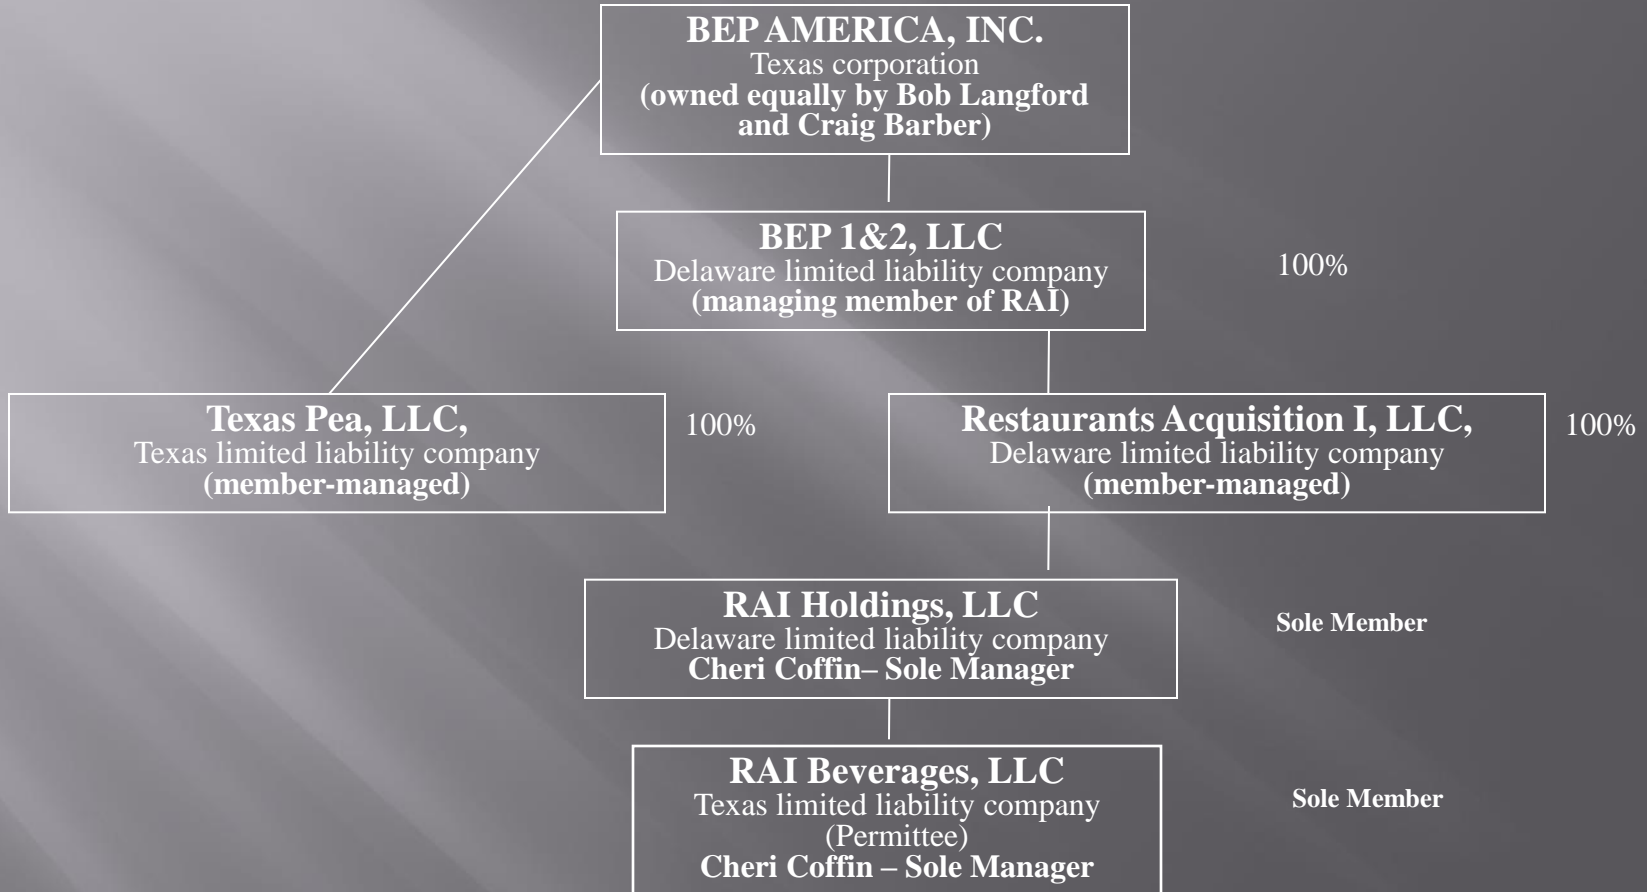 BEP AMERICA, INC.
Texas corporation
(owned equally by Bob Langford
and Craig Barber)
BEP 1&2, LLC
Delaware limited liability company
(managing member of RAI)
100%
Texas Pea, LLC,
Texas limited liability company
(member-managed)
100%
Restaurants Acquisition I, LLC,
Delaware limited liability company
(member-managed)
100%
RAI Holdings, LLC
Delaware limited liability company
Cheri Coffin– Sole Manager
Sole Member
RAI Beverages, LLC
Texas limited liability company
(Permittee)
Cheri Coffin – Sole Manager
Sole Member